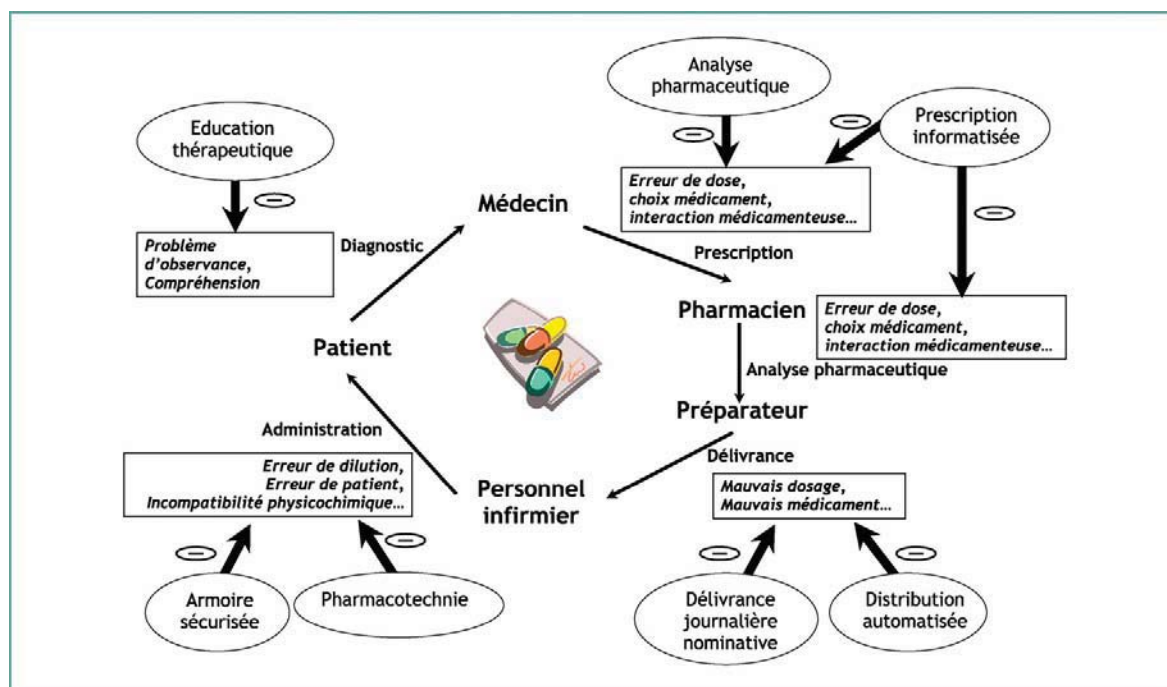 Analyse
pharmaceutique
Prescription
informatisée
Education
thérapeutique
Erreur de dose,
choix médicament,
interaction médicamenteuse...
Médecin
Problème
d'observance,
Compréhension
Diagnostic
Prescription
Pharmacien
Erreur de dose,
choix médicament,
interaction médicamenteuse...
Patient
Analyse pharmaceutique
Préparateur
Administration
Délivrance
Erreur de dilution,
Erreur de patient,
Incompatibilité physicochimique...
Personnel
infirmier
Mauvais dosage,
Mauvais médicament...
Armoire
sécurisée
Pharmacotechnie
Délivrance
journalière
nominative
Distribution
automatisée